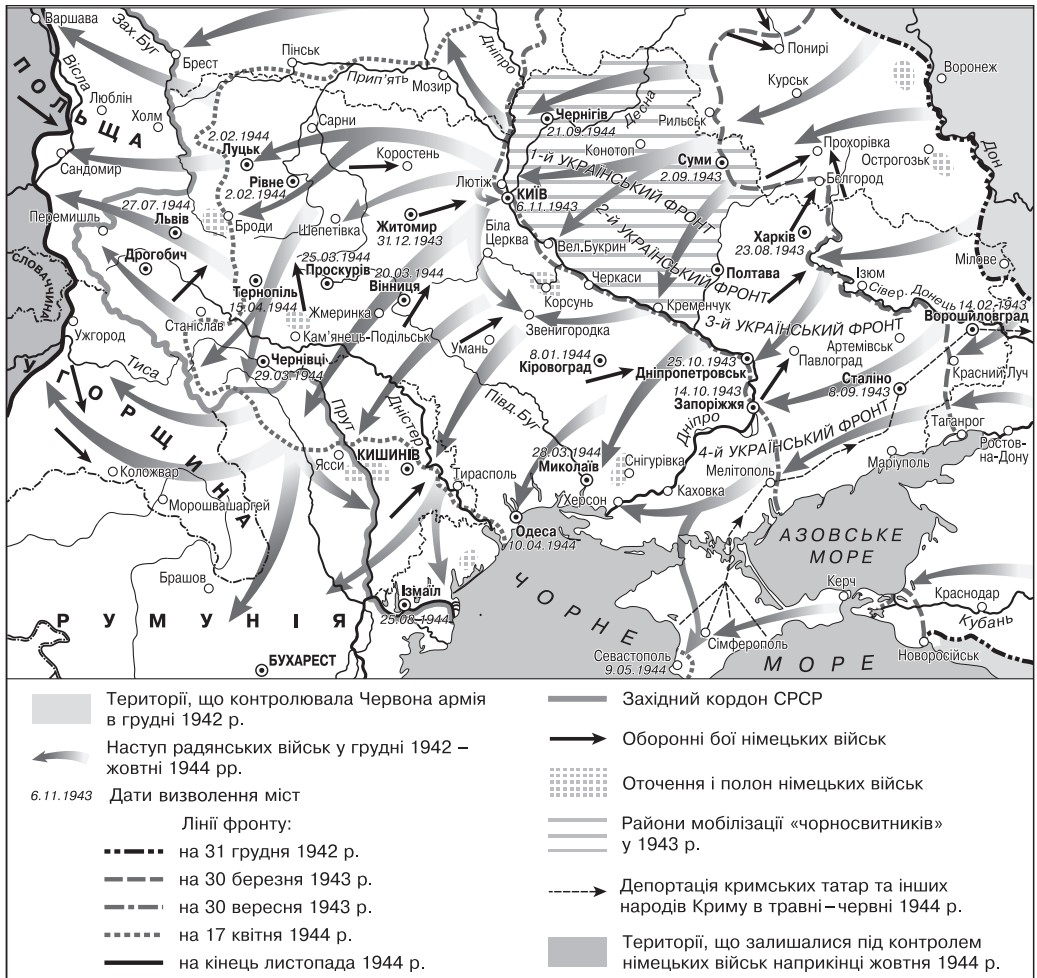 Варшава
Зах. Буг
Брест
Пінськ
Прип'ять
Мозир
Дніпро
Понирі
Курськ
Воронеж
ПОЛЬЩА
Вісла
Люблін
Холм
Сандомир
Перемишль
2.02.1944
Луцьк
Сарни
Рівне
2.02.1944
Коростень
Чернігів
21.09.1944
Десна
Рильськ
Конотоп
1-й УКРАЇНСЬКИЙ ФРОНТ
Суми
2.09.1943
Прохорівка
Острогозьк
Дон
Бєлгород
Лютіж
КИЇВ
6.11.1943
27.07.1944
Львів
Броди
Шепетівка
Житомир
31.12.1943
Біла
Церква
Вел.Букрин
2-й УКРАЇНСЬКИЙ ФРОНТ
Харків
23.08.1943
Полтава
Мілове
Дрогобич
25.03.1944
Проскурів
20.03.1944
Вінниця
Черкаси
Корсунь
Кременчук
Ізюм
Сівер. Донець
14.02.1943
Ворошиловград
СЛОВАЧЧИНА
Тернопіль
15.04.1944
Жмеринка
Звенигородка
3-й УКРАЇНСЬКИЙ ФРОНТ
Артемівськ
Ужгород
Станіслав
Кам'янець-Подільськ
Умань
8.01.1944
Кіровоград
25.10.1943
Дніпропетровськ
Павлоград
Красний Луч
Тиса
Чернівці
29.03.1944
14.10.1943
Запоріжжя
Сталіно
8.09.1943
УГОРЩИНА
Прут
Дністер
Півд.Буг
Дніпро
4-й УКРАЇНСЬКИЙ ФРОНТ
Таганрог
Ростов-
на-Дону
Коложвар
Ясси
КИШИНІВ
28.03.1944
Миколаїв
Снігурівка
Мелітополь
Маріуполь
Морошвашаргей
Тирасполь
Херсон
Каховка
Одеса
10.04.1944
АЗОВСЬКЕ
МОРЕ
Брашов
ЧОРНЕ
Керч
Краснодар
Кубань
РУМУНІЯ
Ізмаїл
25.08.1944
Сімферополь
Новоросійськ
БУХАРЕСТ
Севастополь
9.05.1944
МОРЕ
Території, що контролювала Червона армія
в грудні 1942 р.
Наступ радянських військ у грудні 1942 –
жовтні 1944 рр.
6.11.1943 Дати визволення міст
Лінії фронту:
на 31 грудня 1942 р.
на 30 березня 1943 р.
на 30 вересня 1943 р.
на 17 квітня 1944 р.
на кінець листопада 1944 р.
Західний кордон СРСР
Оборонні бої німецьких військ
Оточення і полон німецьких військ
Райони мобілізації «чорносвитників»
у 1943 р.
Депортація кримських татар та інших
народів Криму в травні–червні 1944 р.
Території, що залишалися під контролем
німецьких військ наприкінці жовтня 1944 р.